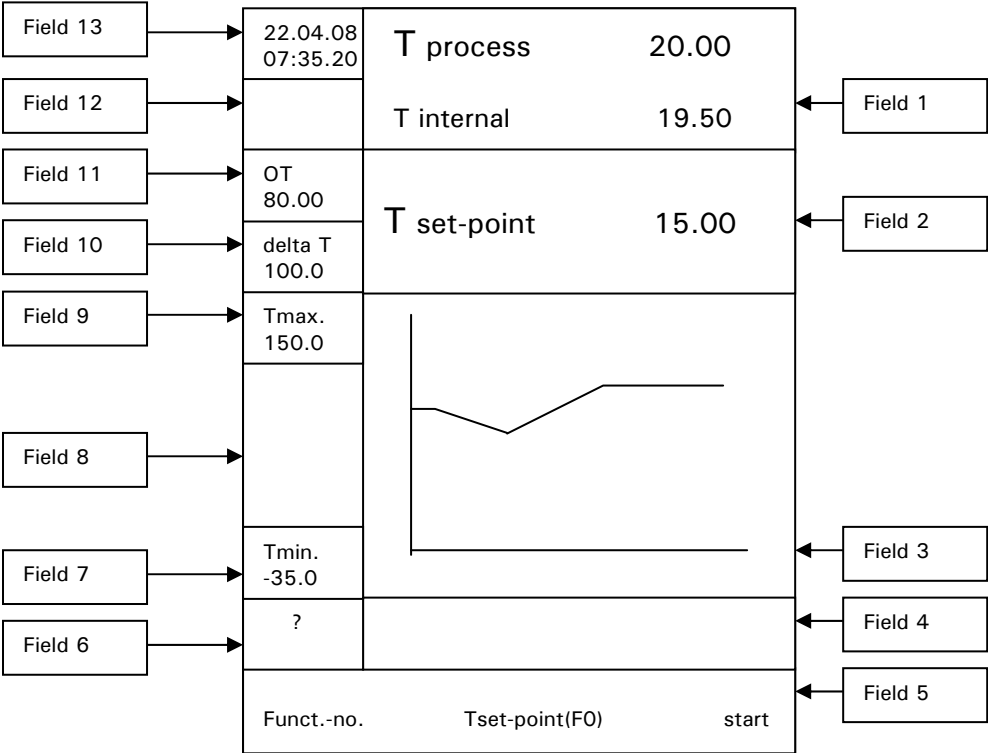 Field 13
22.04.08
07:35.20
T process 20.00
Field 12
T internal 19.50
Field 1
Field 11
OT
80.00
T set-point 15.00
Field 2
Field 10
delta T
100.0
Field 9
Tmax.
150.0
Field 8
Field 7
Tmin.
-35.0
Field 3
Field 6
?
Field 4
Field 5
Funct.-no. Tset-point(F0) start